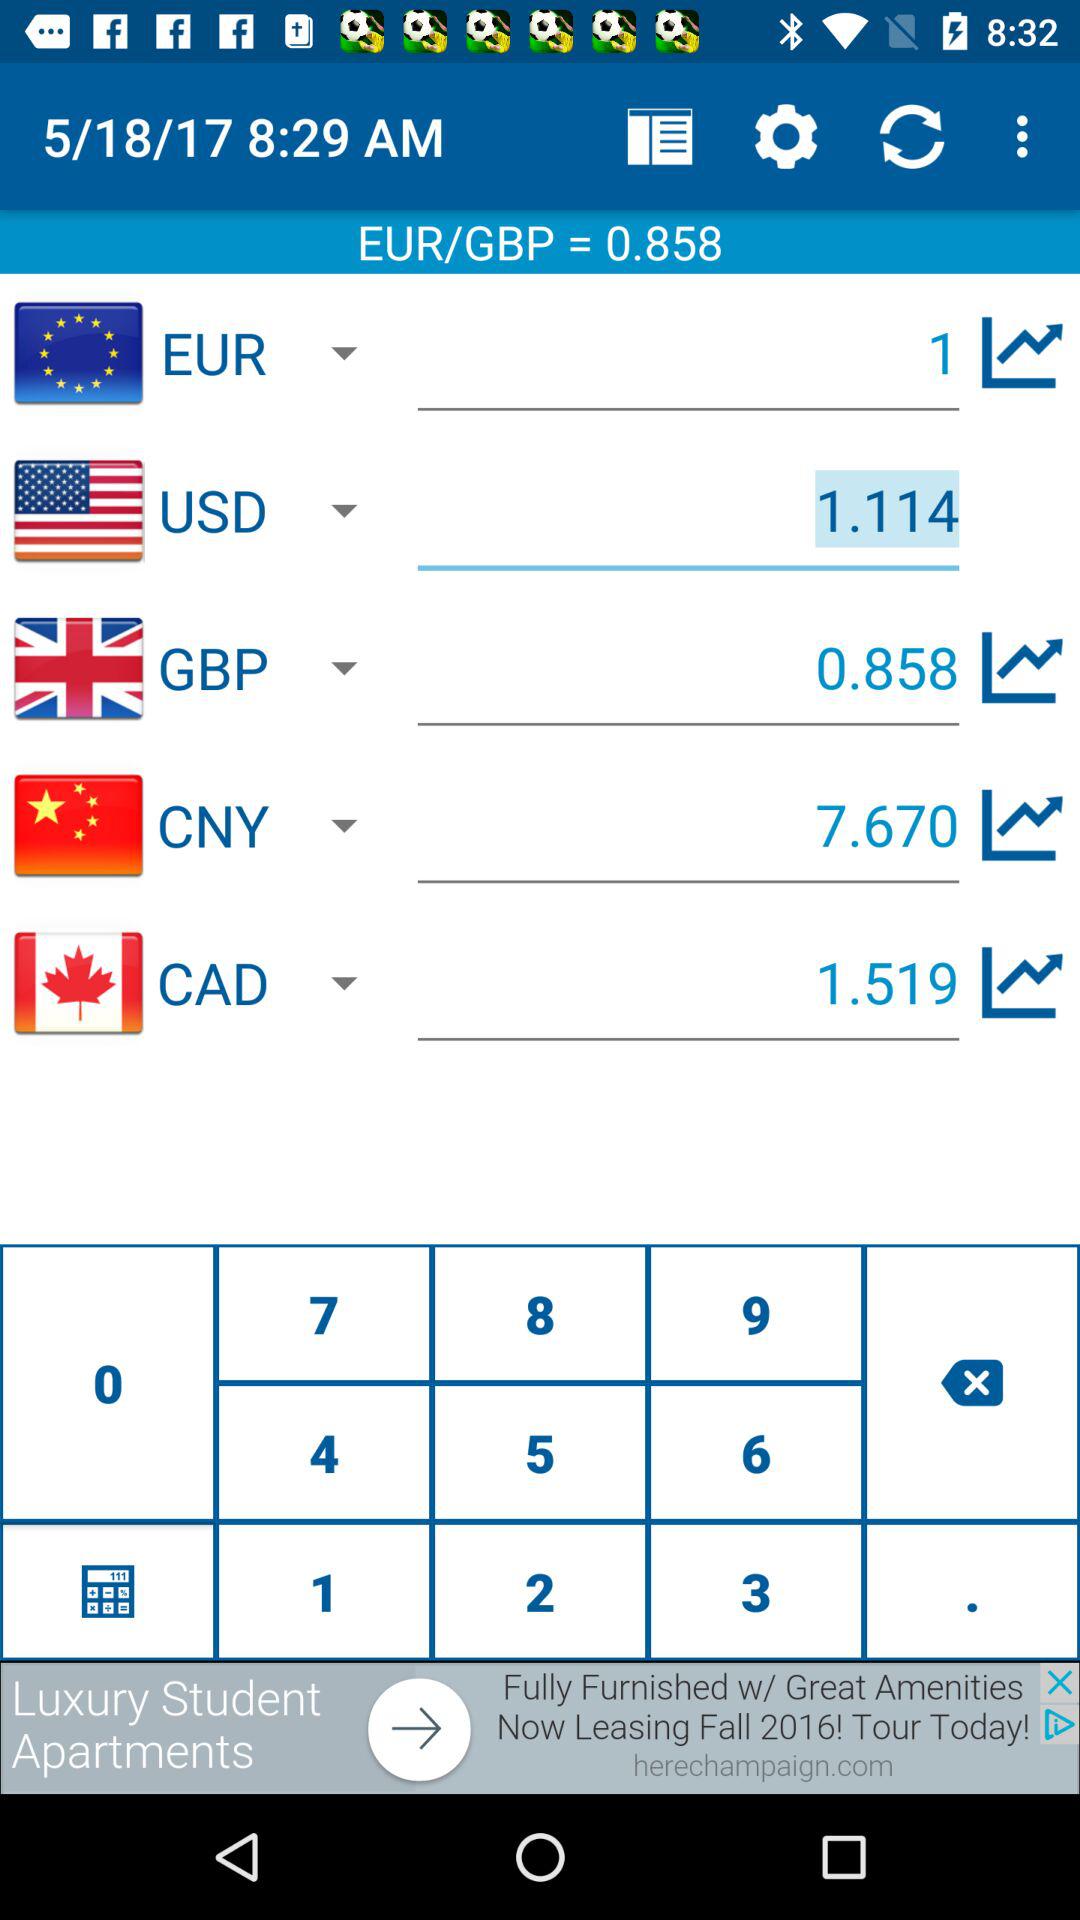 8:32
5/18/17 8:29 AM
EUR/GBP = 0.858
EUR 1
USD 1.114
GBP 0.858
CNY 7.670
CAD 1.519
7 8 9
0
4 5 6
111
1 2 3 .
Luxury Student
Apartments
Fully Furnished w/ Great Amenities
Now Leasing Fall 2016! Tour Today!
herechampaign.com